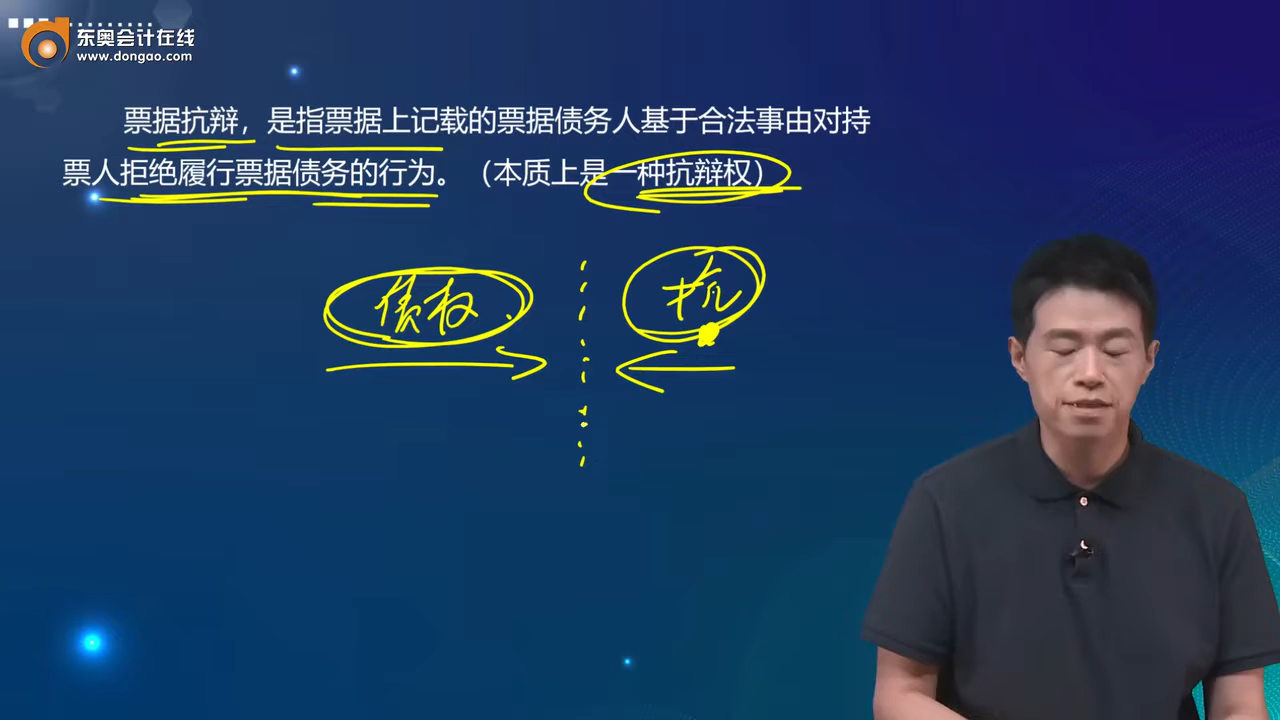 东奥会计在线
www.dongao.com
票据抗辩，是指票据上记载的票据债务人基于合法事由对持
票人拒绝履行票据债务的行为。（本质上是一种抗辩权）
债权
抗